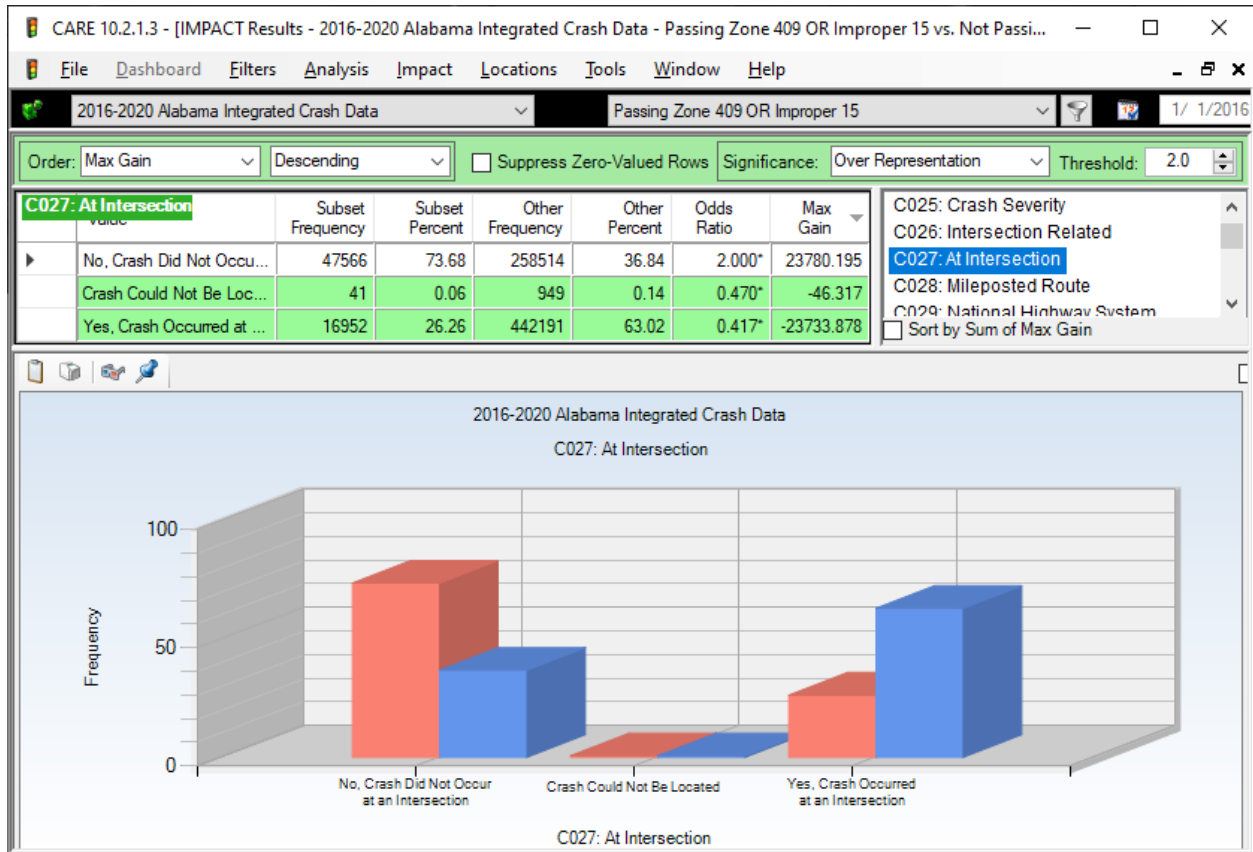 CARE 10.2.1.3 - [IMPACT Results - 2016-2020 Alabama Integrated Crash Data - Passing Zone 409 OR Improper 15 vs. Not Passi...
File Dashboard Filters Analysis Impact Locations Tools Window Help
2016-2020 Alabama Integrated Crash Data Passing Zone 409 OR Improper 15 1/ 1/2016
Order: Max Gain Descending Suppress Zero-Valued Rows Significance: Over Representation Threshold: 2.0
C027: At Intersection
Value Subset Frequency Subset Percent Other Frequency Other Percent Odds Ratio Max Gain
No, Crash Did Not Occu... 47566 73.68 258514 36.84 2.000* 23780.195
Crash Could Not Be Loc... 41 0.06 949 0.14 0.470* -46.317
Yes, Crash Occurred at ... 16952 26.26 442191 63.02 0.417* -23733.878
C025: Crash Severity
C026: Intersection Related
C027: At Intersection
C028: Mileposted Route
C029: National Highway System
Sort by Sum of Max Gain
2016-2020 Alabama Integrated Crash Data
C027: At Intersection
100
50
0
Frequency
No, Crash Did Not Occur
at an Intersection
Crash Could Not Be Located
Yes, Crash Occurred
at an Intersection
C027: At Intersection